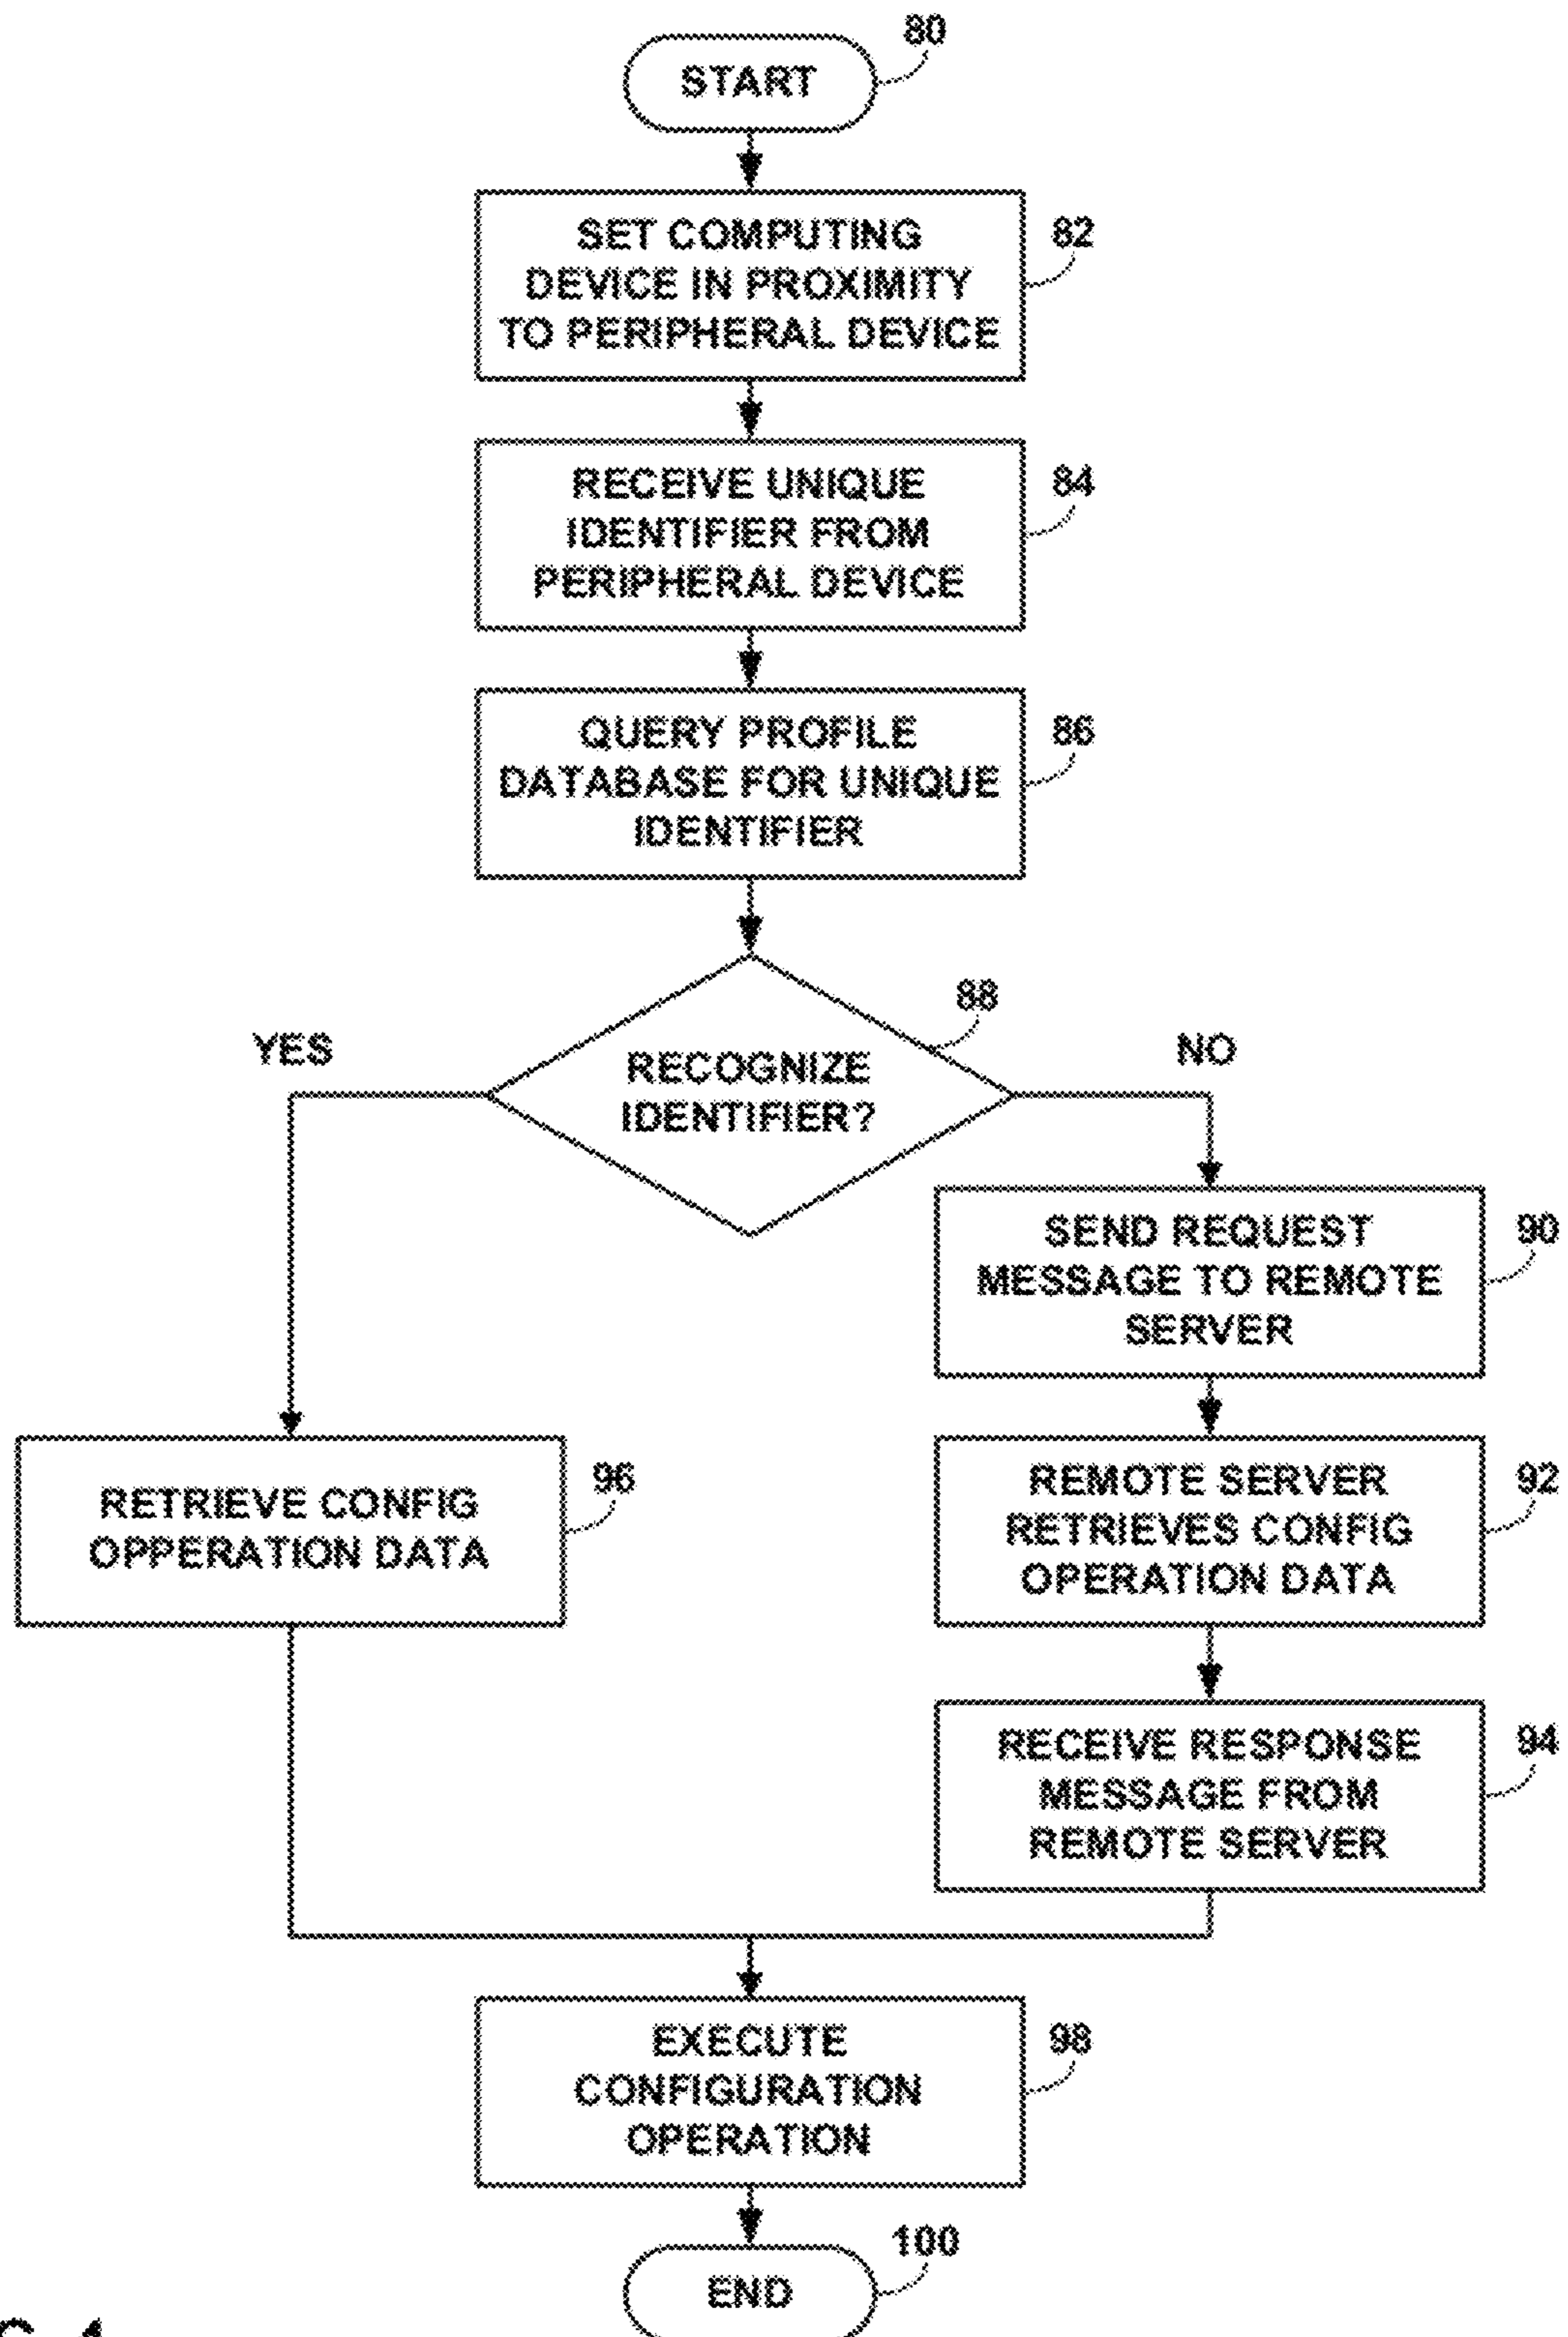 80
START
SET COMPUTING
DEVICE IN PROXIMITY
TO PERIPHERAL DEVICE
82
RECEIVE UNIQUE
IDENTIFIER FROM
PERIPHERAL DEVICE
84
QUERY PROFILE
DATABASE FOR UNIQUE
IDENTIFIER
86
88
YES
RECOGNIZE
IDENTIFIER?
NO
SEND REQUEST
MESSAGE TO REMOTE
SERVER
90
RETRIEVE CONFIG
OPPERATION DATA
96
REMOTE SERVER
RETRIEVES CONFIG
OPERATION DATA
92
RECEIVE RESPONSE
MESSAGE FROM
REMOTE SERVER
94
EXECUTE
CONFIGURATION
OPERATION
98
100
END